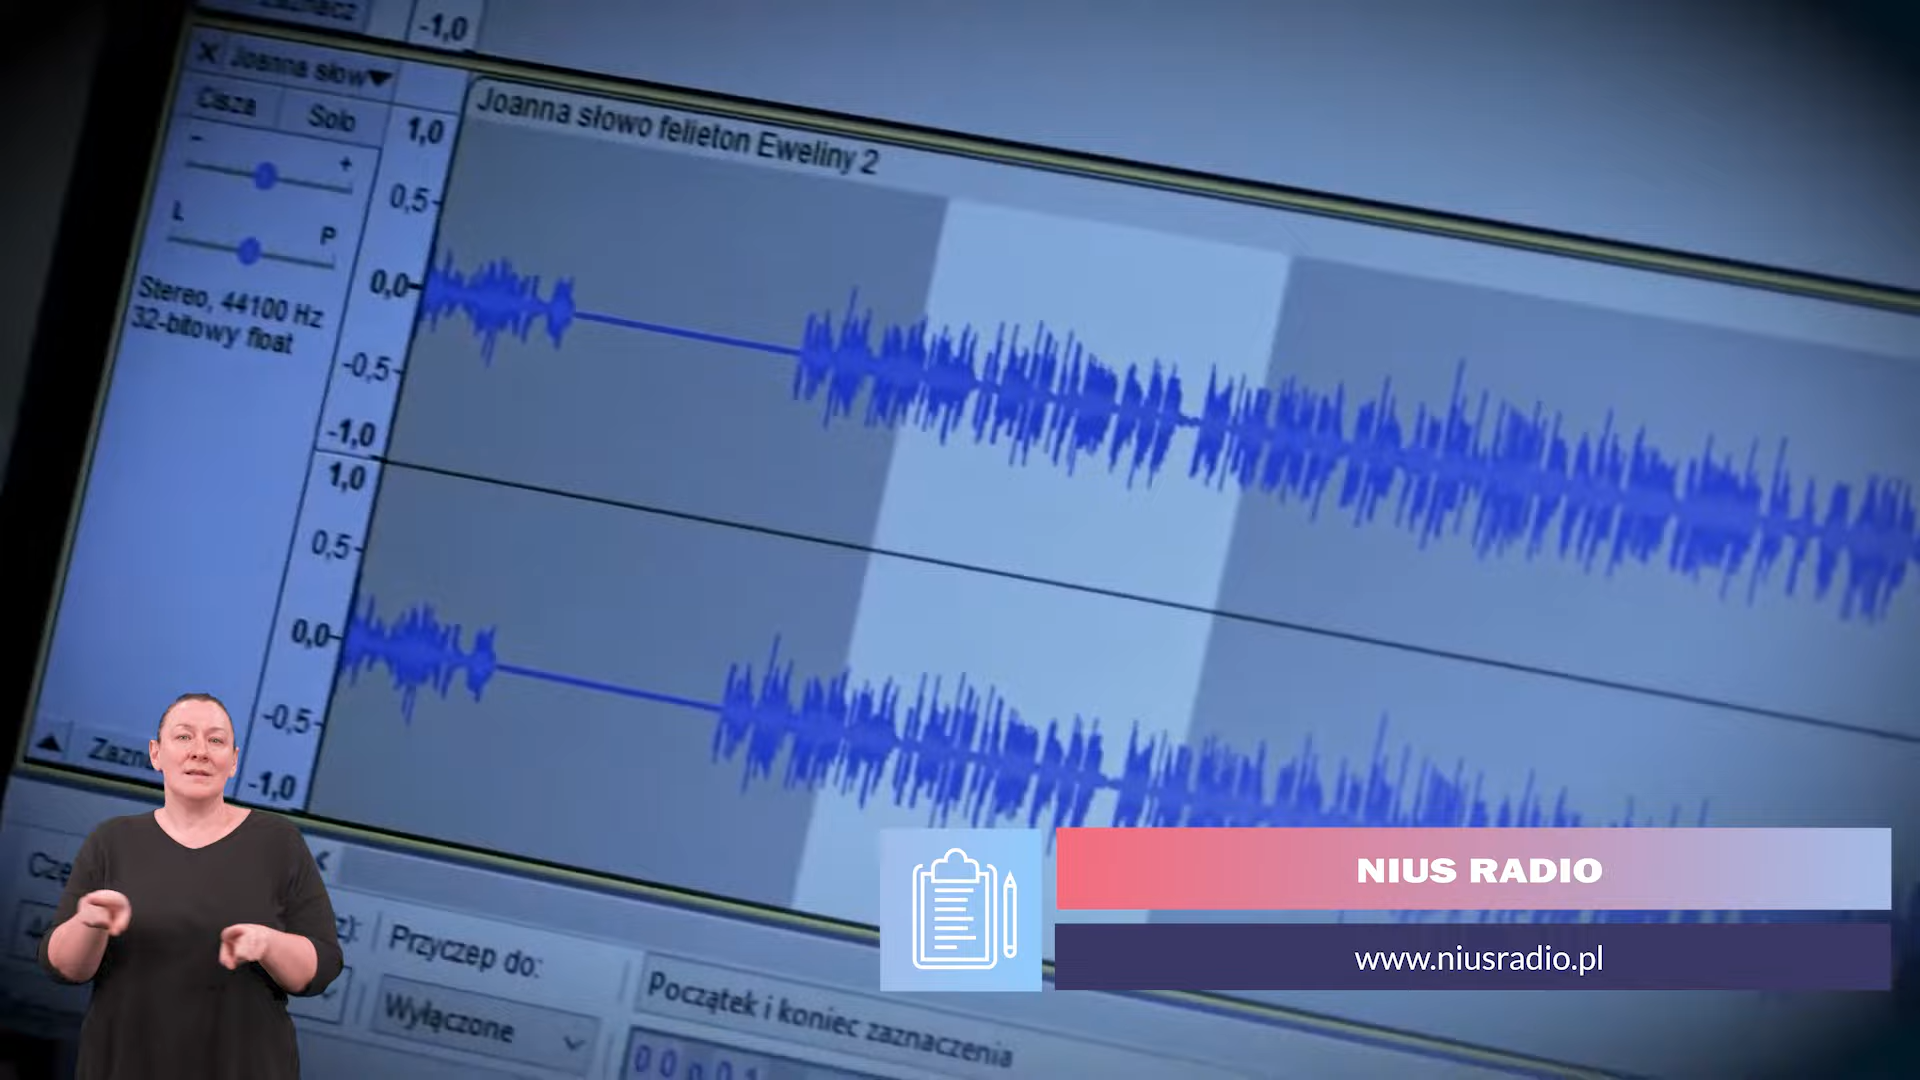 -1,0
Joanna słow
Cisza Solo
- +
L P
Stereo, 44100 Hz
32-bitowy float
1,0
0,5
0,0
-0,5
-1,0
1,0
0,5
0,0
-0,5
-1,0
Joanna słowo felieton Eweliny 2
Przyczep do:
Wyłączone
Początek i koniec zaznaczenia
NIUS RADIO
www.niusradio.pl